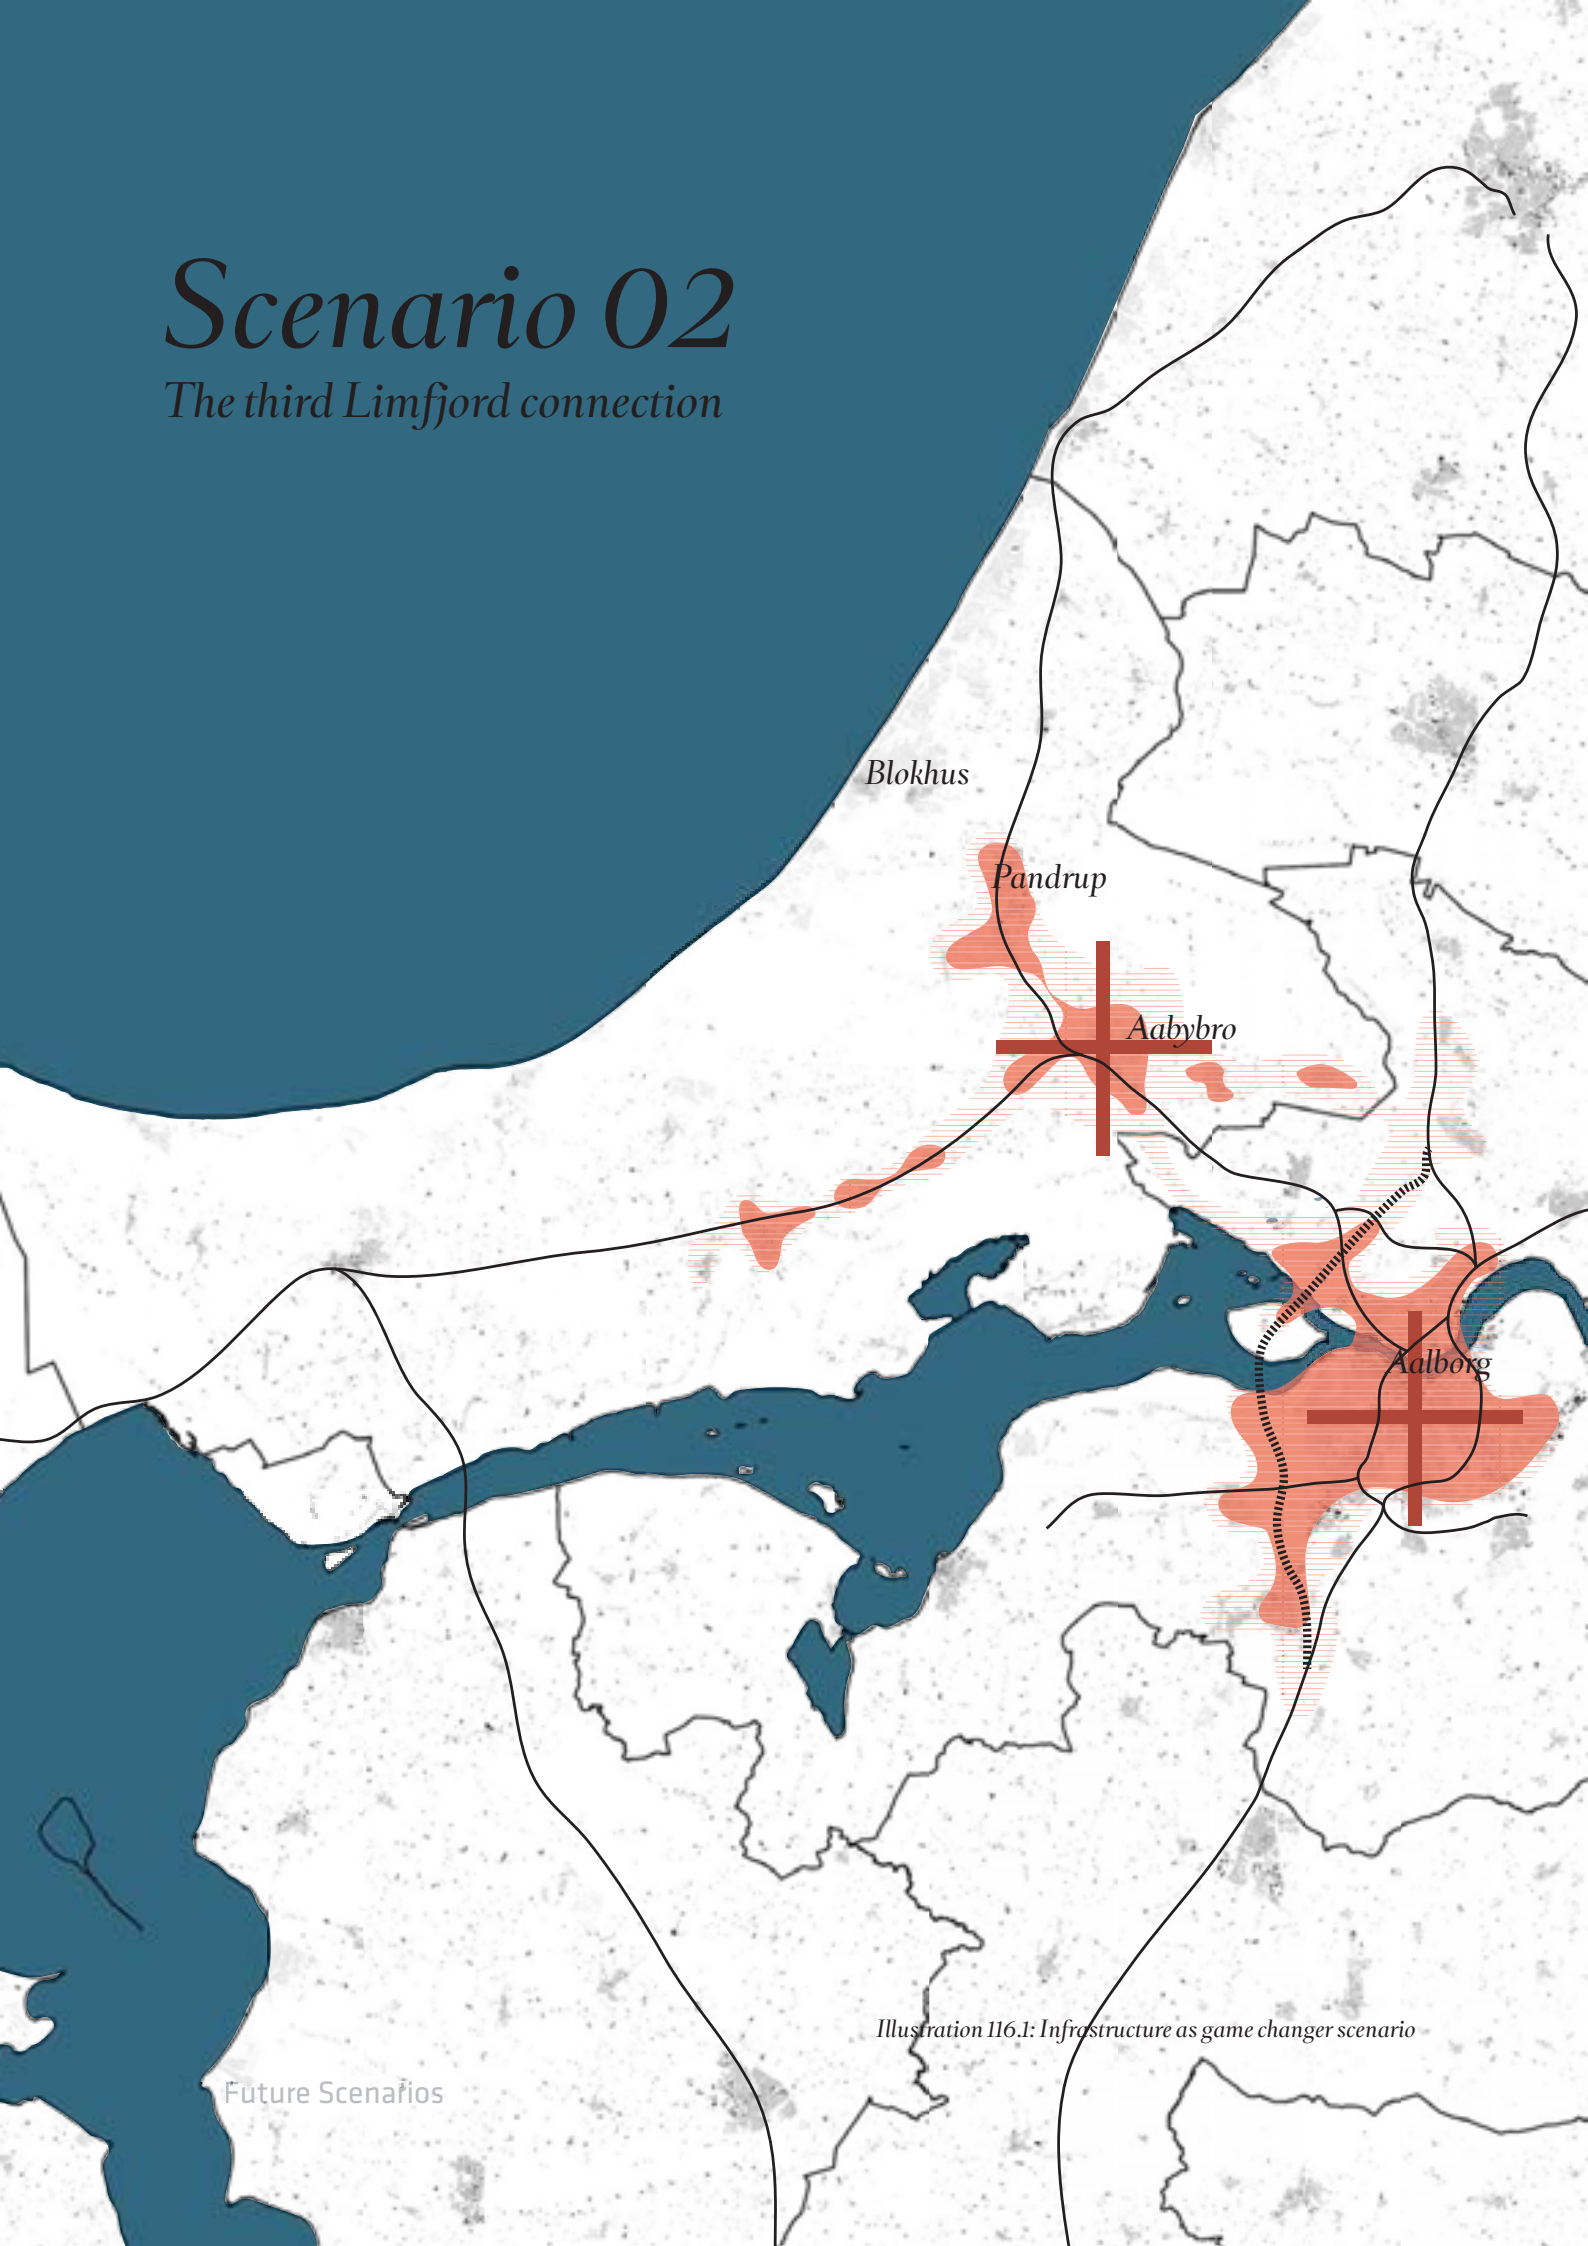 Scenario 02
The third Limfjord connection
Blokhus
Pandrup
Aabybro
Aalborg
Illustration 116.1: Infrastructure as game changer scenario
Future Scenarios